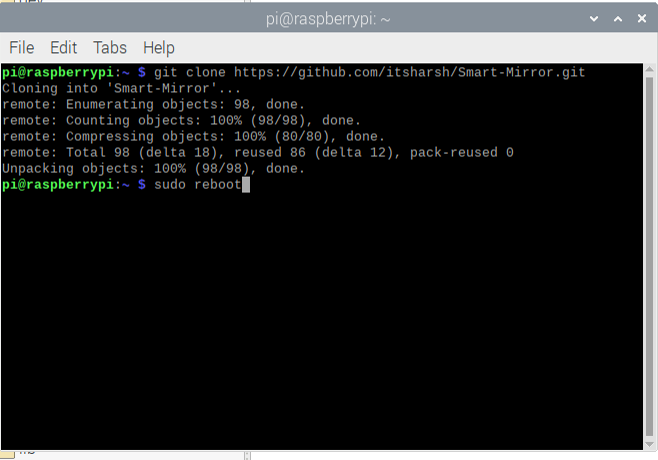 pi@raspberrypi: ~
File Edit Tabs Help
pi@raspberrypi:~ $ git clone https://github.com/itsharsh/Smart-Mirror.git
Cloning into 'Smart-Mirror'...
remote: Enumerating objects: 98, done.
remote: Counting objects: 100% (98/98), done.
remote: Compressing objects: 100% (80/80), done.
remote: Total 98 (delta 18), reused 86 (delta 12), pack-reused 0
Unpacking objects: 100% (98/98), done.
pi@raspberrypi:~ $ sudo reboot